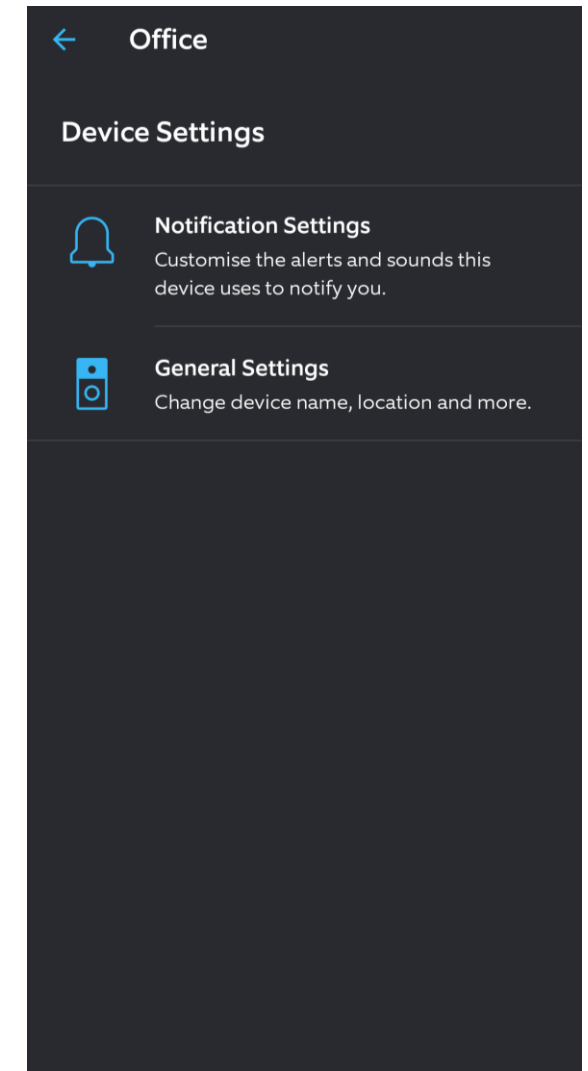 Office
Device Settings
Notification Settings
Customise the alerts and sounds this
device uses to notify you.
General Settings
Change device name, location and more.